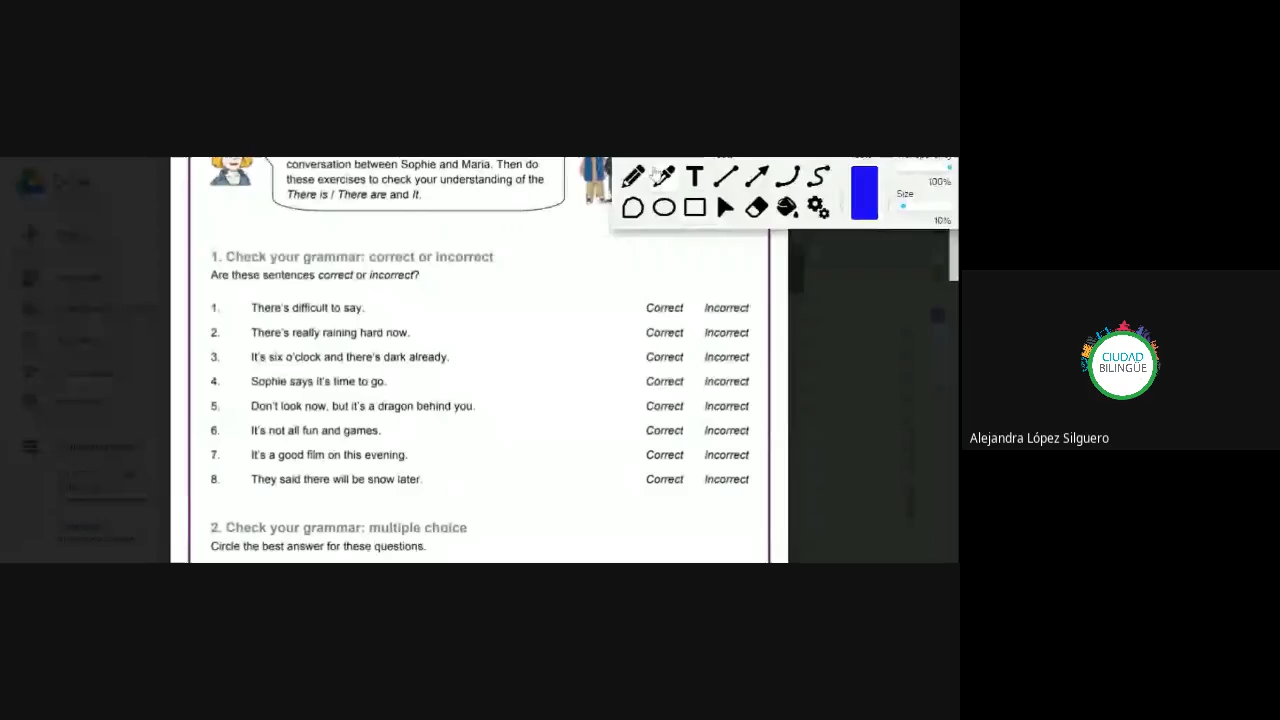 conversation between Sophie and Maria. Then do
these exercises to check your understanding of the
There is / There are and It.
T
100%
Size
10%
1. Check your grammar: correct or incorrect
Are these sentences correct or incorrect?
1. There's difficult to say. Correct Incorrect
2. There's really raining hard now. Correct Incorrect
3. It's six o'clock and there's dark already. Correct Incorrect
4. Sophie says it's time to go. Correct Incorrect
5. Don't look now, but it's a dragon behind you. Correct Incorrect
6. It's not all fun and games. Correct Incorrect
7. It's a good film on this evening. Correct Incorrect
8. They said there will be snow later. Correct Incorrect
2. Check your grammar: multiple choice
Circle the best answer for these questions.
CIUDAD
BILINGÜE
Alejandra López Silguero